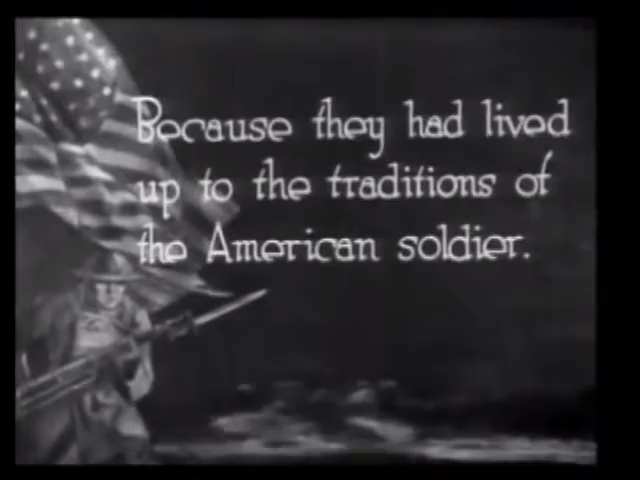 Because they had lived
up to the traditions of
the American soldier.